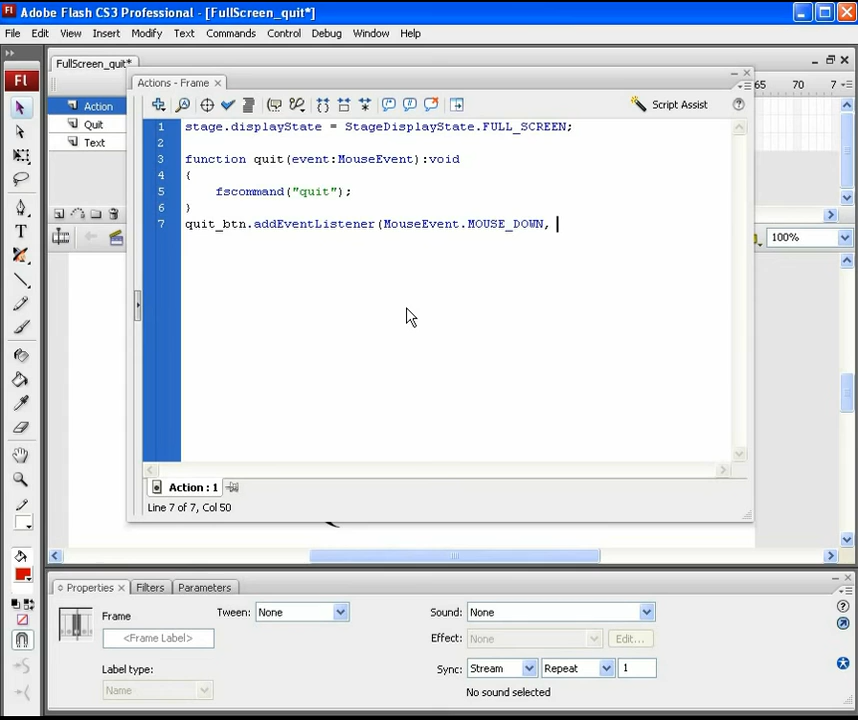 Adobe Flash CS3 Professional - [FullScreen_quit*]
File Edit View Insert Modify Text Commands Control Debug Window Help
FullScreen_quit*
Actions - Frame
65 70 7
Fl
Action
Quit
Text
Script Assist
1 stage.displayState = StageDisplayState.FULL_SCREEN;
2
3 function quit(event:MouseEvent):void
4 {
5 fscommand("quit");
6 }
7 quit_btn.addEventListener(MouseEvent.MOUSE_DOWN,
100%
Action : 1
Line 7 of 7, Col 50
Properties Filters Parameters
Frame
<Frame Label>
Label type:
Name
Tween: None
Sound: None
Effect: None Edit...
Sync: Stream Repeat 1
No sound selected